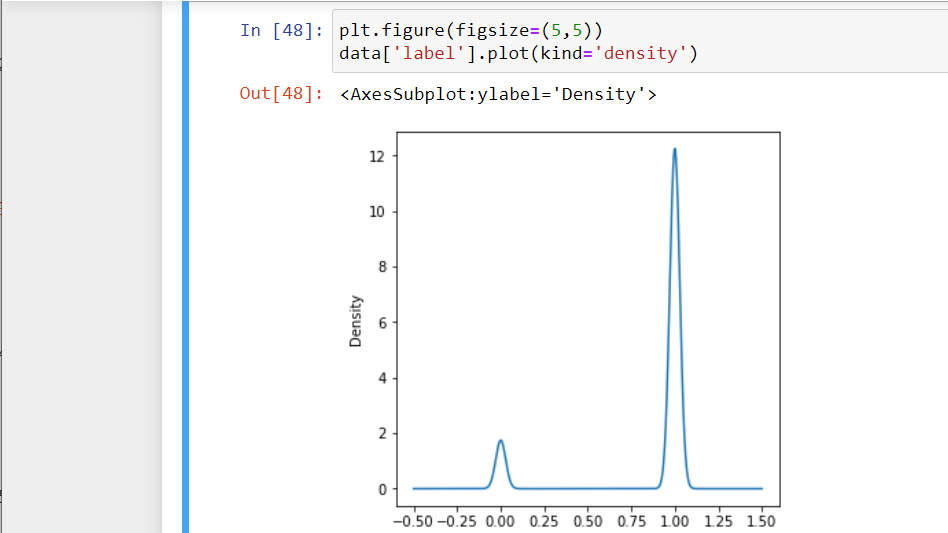 In [48]: plt.figure(figsize=(5,5))
data['label'].plot(kind='density')
Out[48]: <AxesSubplot:ylabel='Density'>
12
10
8
6
4
2
0
Density
−0.50 −0.25 0.00 0.25 0.50 0.75 1.00 1.25 1.50